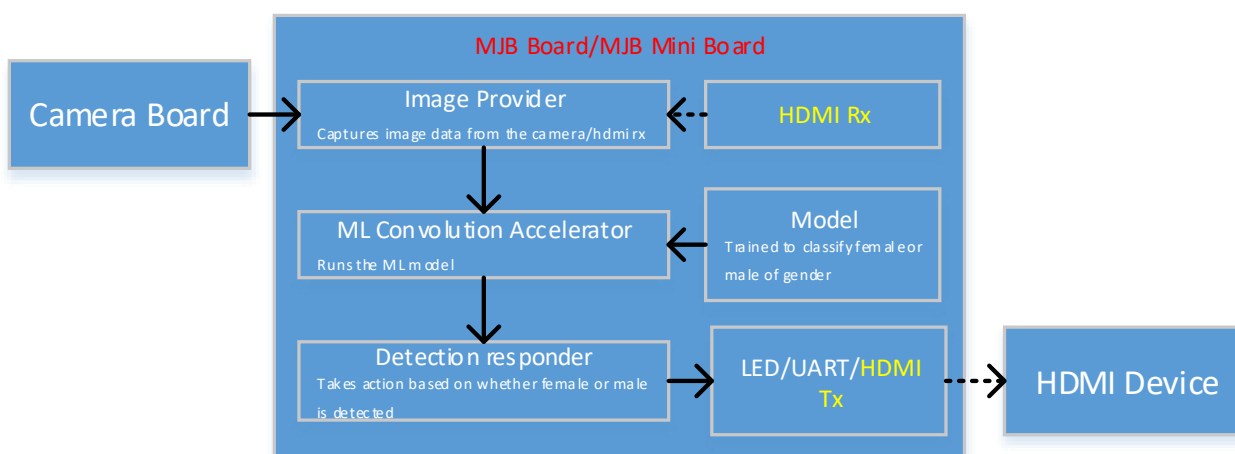 MJB Board/MJB Mini Board
Camera Board
Image Provider
Captures image data from the camera/hdmi rx
HDMI Rx
ML Convolution Accelerator
Runs the ML model
Model
Trained to classify female or
male of gender
Detection responder
Takes action based on whether female or male
is detected
LED/UART/HDMI
Tx
HDMI Device